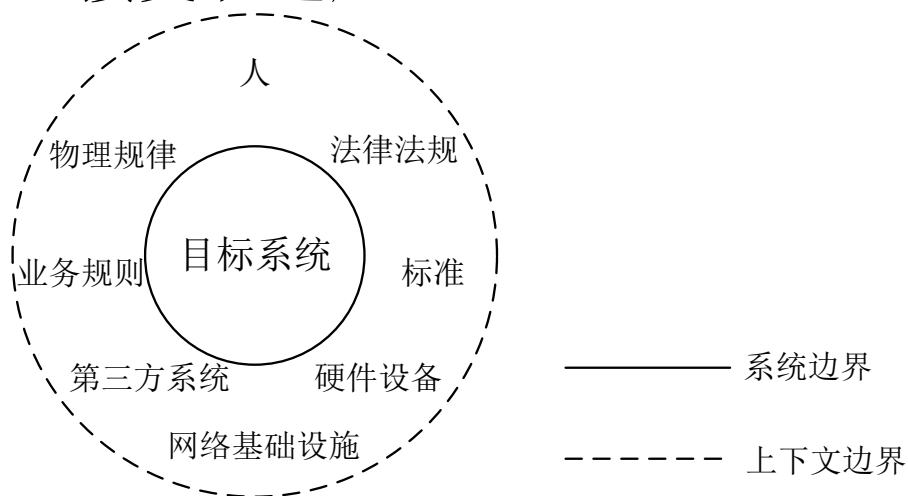 人
物理规律
法律法规
目标系统
业务规则
标准
第三方系统
硬件设备
网络基础设施
系统边界
上下文边界